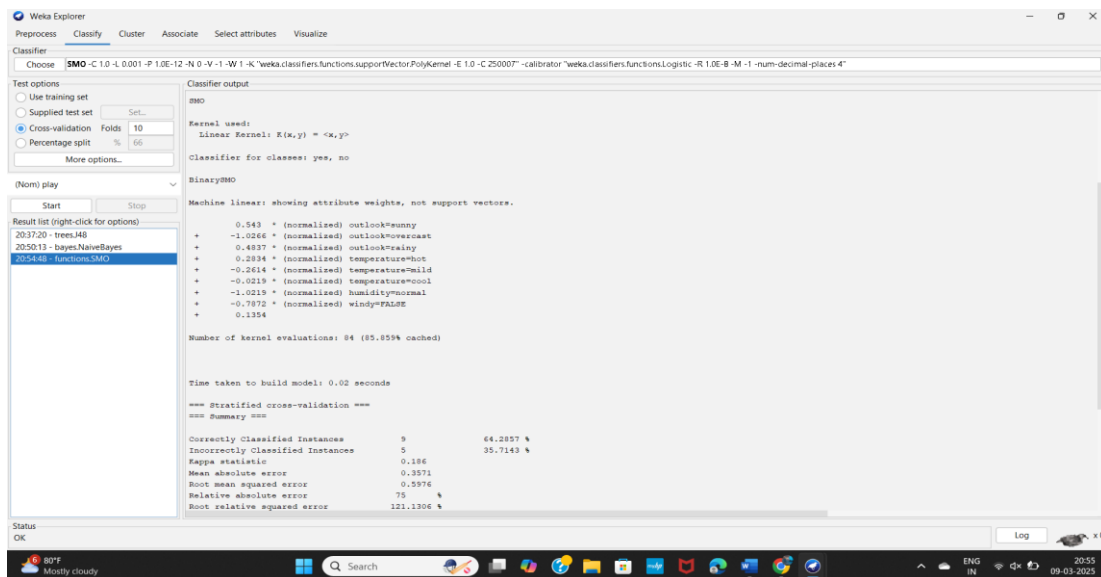 Weka Explorer
Preprocess Classify Cluster Associate Select attributes Visualize
Classifier
Choose SMO -C 1.0 -L 0.001 -P 1.0E-12 -N 0 -V -1 -W 1 -K "weka.classifiers.functions.supportVector.PolyKernel -E 1.0 -C 250007" -calibrator "weka.classifiers.functions.Logistic -R 1.0E-8 -M -1 -num-decimal-places 4"
Test options
Use training set
Supplied test set Set...
Cross-validation Folds 10
Percentage split % 66
More options...
(Nom) play
Start Stop
Result list (right-click for options)
20:37:20 - trees.J48
20:50:13 - bayes.NaiveBayes
20:54:48 - functions.SMO
Classifier output
SMO
Kernel used:
Linear Kernel: K(x,y) = <x,y>
Classifier for classes: yes, no
BinarySMO
Machine linear: showing attribute weights, not support vectors.
0.543 * (normalized) outlook=sunny
+ -1.0266 * (normalized) outlook=overcast
+ 0.4837 * (normalized) outlook=rainy
+ 0.2834 * (normalized) temperature=hot
+ -0.2614 * (normalized) temperature=mild
+ -0.0219 * (normalized) temperature=cool
+ -1.0219 * (normalized) humidity=normal
+ -0.7872 * (normalized) windy=FALSE
+ 0.1354
Number of kernel evaluations: 84 (85.859% cached)
Time taken to build model: 0.02 seconds
=== Stratified cross-validation ===
=== Summary ===
Correctly Classified Instances 9 64.2857 %
Incorrectly Classified Instances 5 35.7143 %
Kappa statistic 0.186
Mean absolute error 0.3571
Root mean squared error 0.5976
Relative absolute error 75 %
Root relative squared error 121.1306 %
Status
OK
Log x
6 80°F
Mostly cloudy
Search
ENG
IN
20:55
09-03-2025